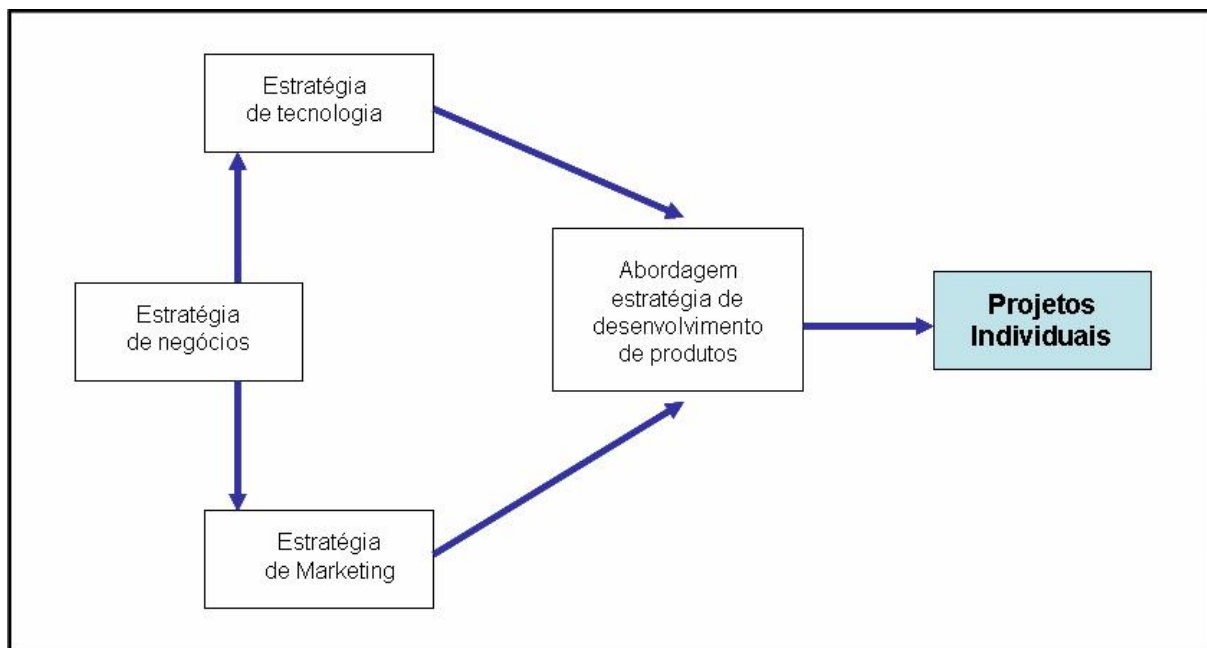 Estratégia
de tecnologia
Estratégia
de negócios
Abordagem
estratégia de
desenvolvimento
de produtos
Projetos
Individuais
Estratégia
de Marketing